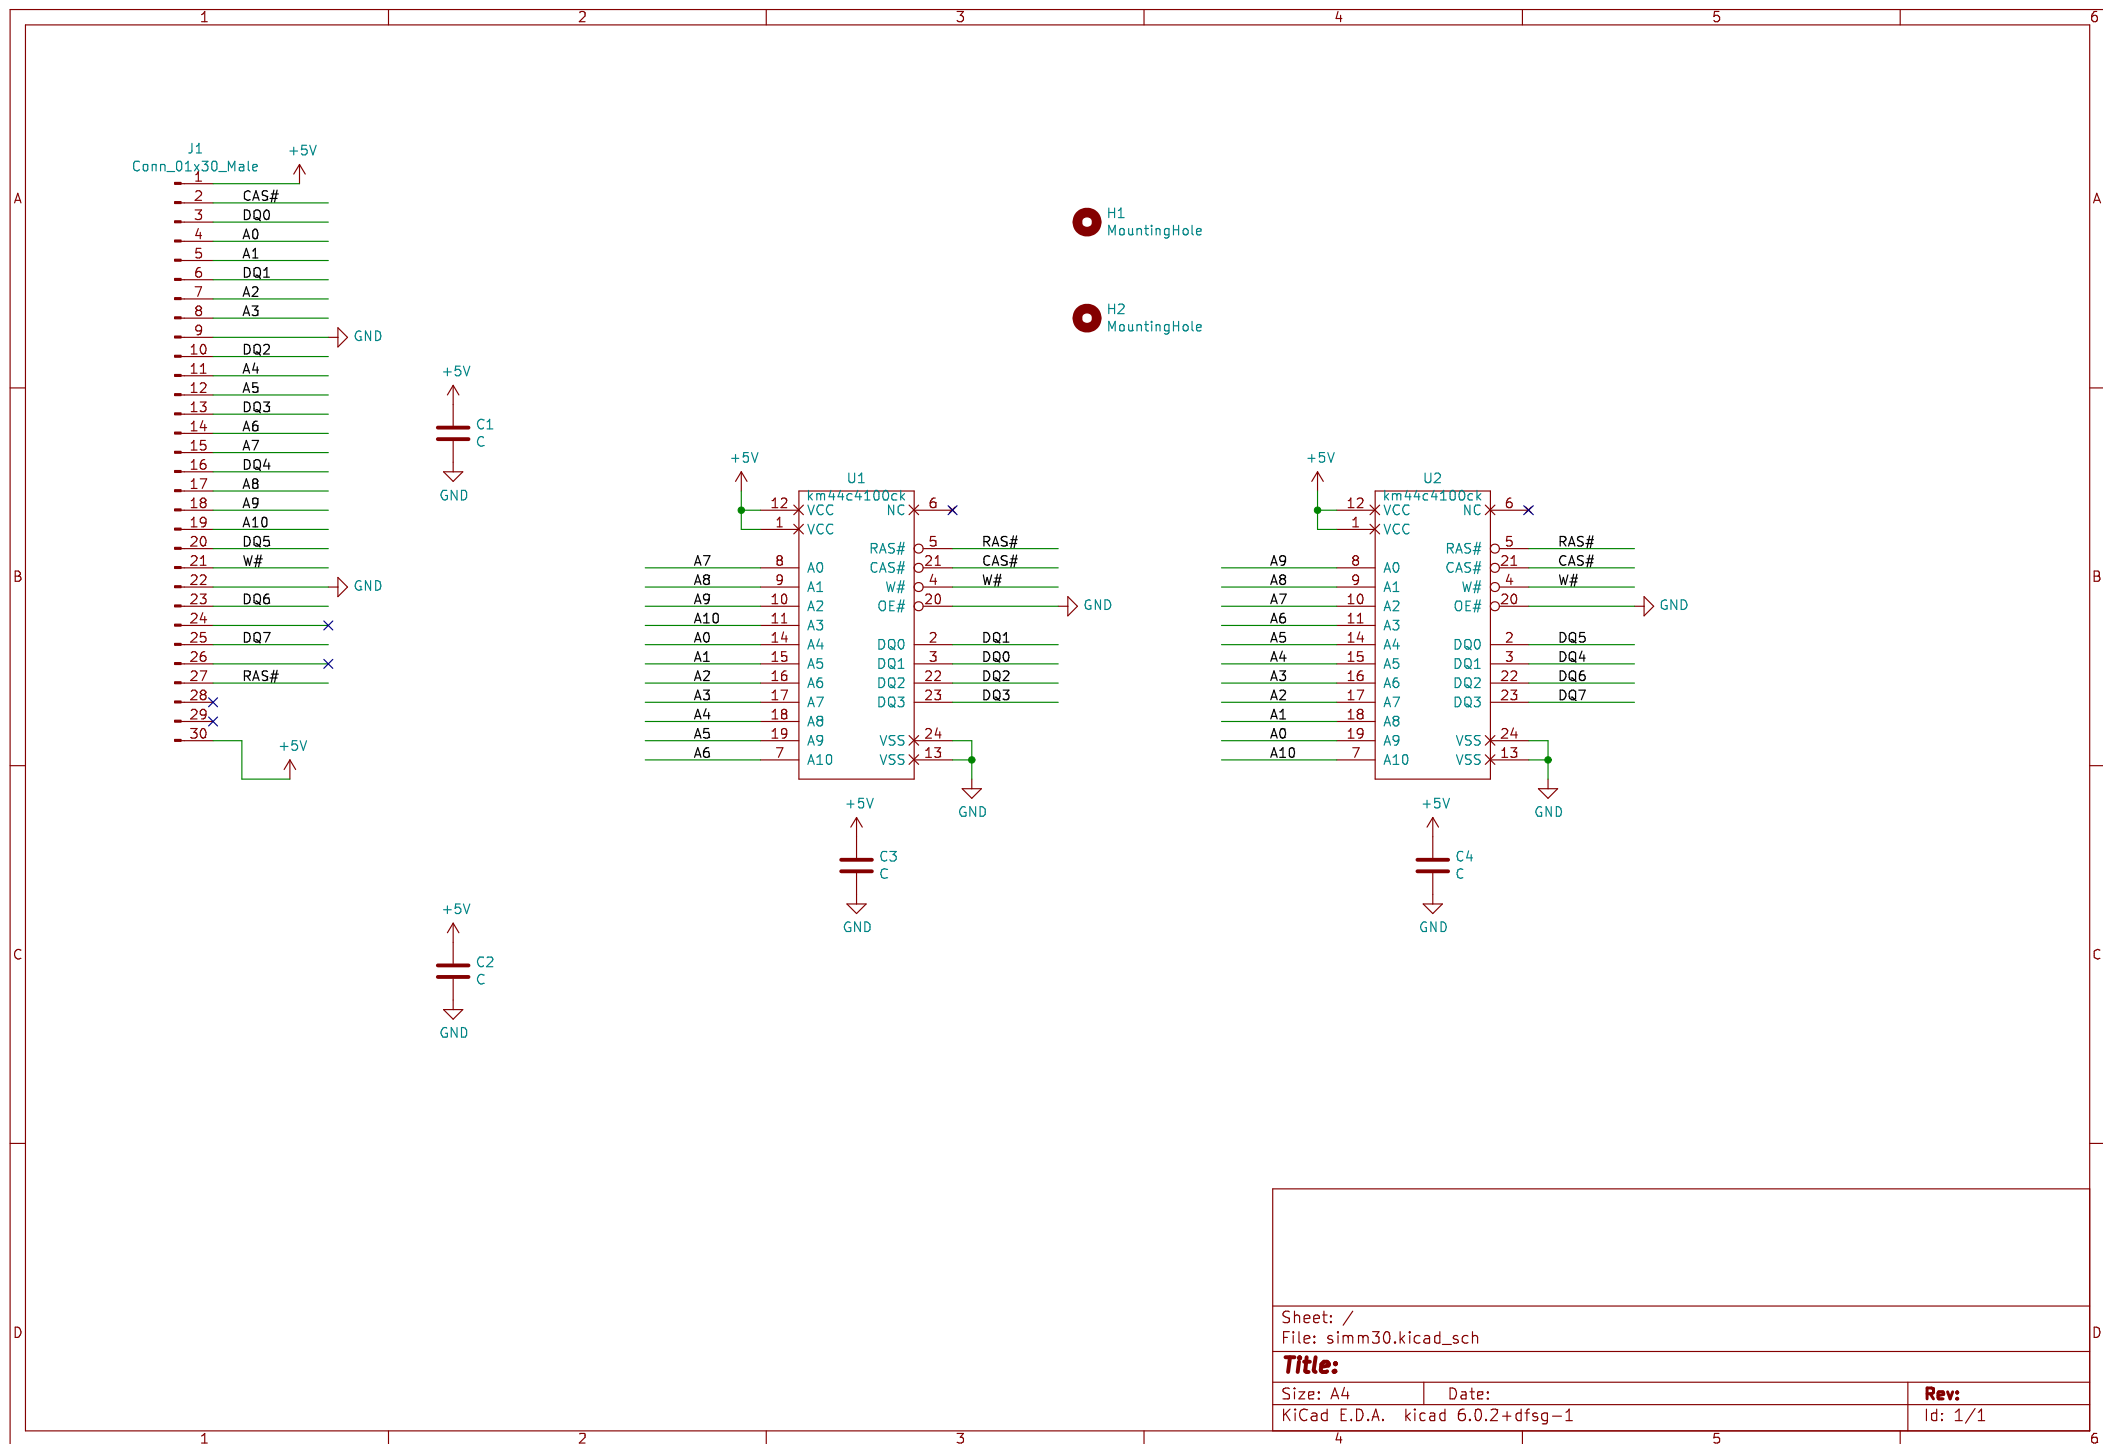 1 2 3 4 5 6
A A
B B
C C
D D
1 2 3 4 5 6
J1
Conn_01x30_Male
+5V
1
2 CAS#
3 DQ0
4 A0
5 A1
6 DQ1
7 A2
8 A3
9 GND
10 DQ2
11 A4
12 A5
13 DQ3
14 A6
15 A7
16 DQ4
17 A8
18 A9
19 A10
20 DQ5
21 W#
22 GND
23 DQ6
24
25 DQ7
26
27 RAS#
28
29
30
+5V
+5V
C1
C
GND
+5V
C2
C
GND
H1
MountingHole
H2
MountingHole
+5V
U1
km44c4100ck
12 VCC NC 6
1 VCC
RAS# 5 RAS#
A7 8 A0 CAS# 21 CAS#
A8 9 A1 W# 4 W#
A9 10 A2 OE# 20 GND
A10 11 A3
A0 14 A4 DQ0 2 DQ1
A1 15 A5 DQ1 3 DQ0
A2 16 A6 DQ2 22 DQ2
A3 17 A7 DQ3 23 DQ3
A4 18 A8
A5 19 A9 VSS 24
A6 7 A10 VSS 13
GND
+5V
C3
C
GND
+5V
U2
km44c4100ck
12 VCC NC 6
1 VCC
RAS# 5 RAS#
A9 8 A0 CAS# 21 CAS#
A8 9 A1 W# 4 W#
A7 10 A2 OE# 20 GND
A6 11 A3
A5 14 A4 DQ0 2 DQ5
A4 15 A5 DQ1 3 DQ4
A3 16 A6 DQ2 22 DQ6
A2 17 A7 DQ3 23 DQ7
A1 18 A8
A0 19 A9 VSS 24
A10 7 A10 VSS 13
GND
+5V
C4
C
GND
Sheet: /
File: simm30.kicad_sch
Title:
Size: A4 Date: Rev:
KiCad E.D.A. kicad 6.0.2+dfsg-1 Id: 1/1